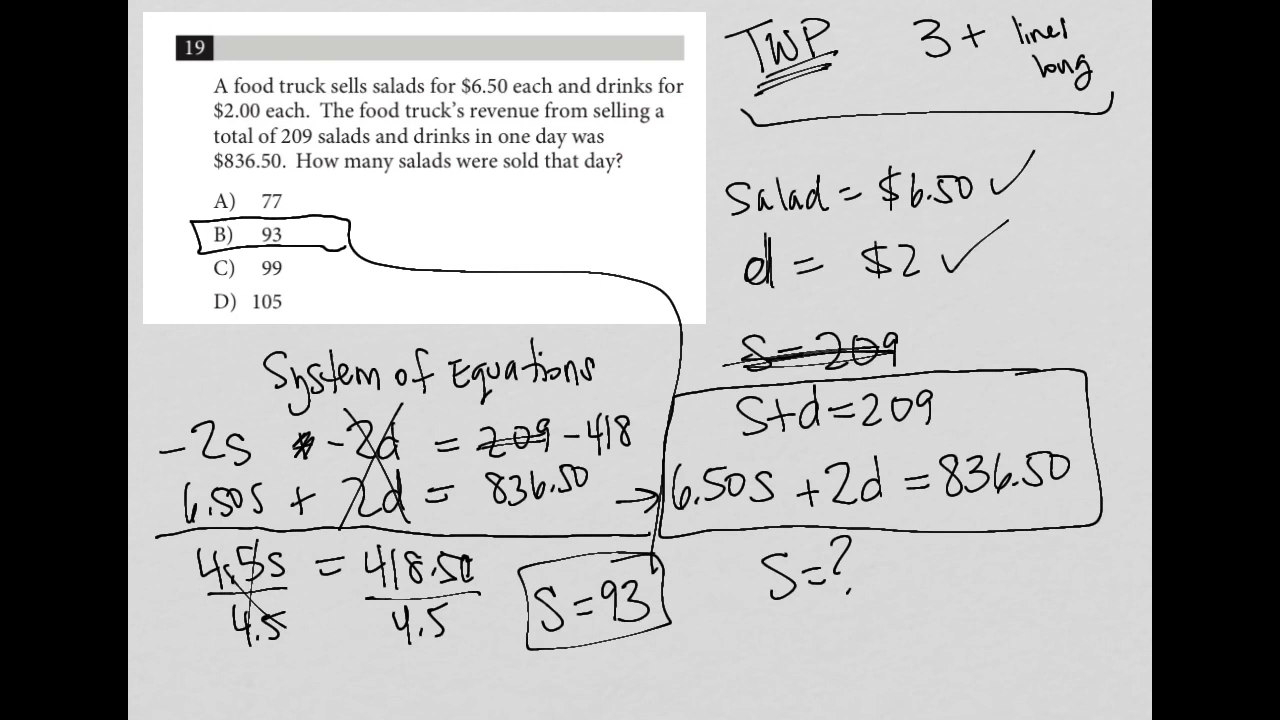 19
A food truck sells salads for $6.50 each and drinks for
$2.00 each. The food truck's revenue from selling a
total of 209 salads and drinks in one day was
$836.50. How many salads were sold that day?
A) 77
B) 93
C) 99
D) 105
TWP 3+ lines
long
Salad = $6.50 ✓
d = $2 ✓
S = 209
S+d=209
6.50S +2d = 836.50
S=?
System of Equations
-2s -2d = 209 -418
6.50s + 2d = 836.50
4.5s = 418.50
4.5 4.5
S=93